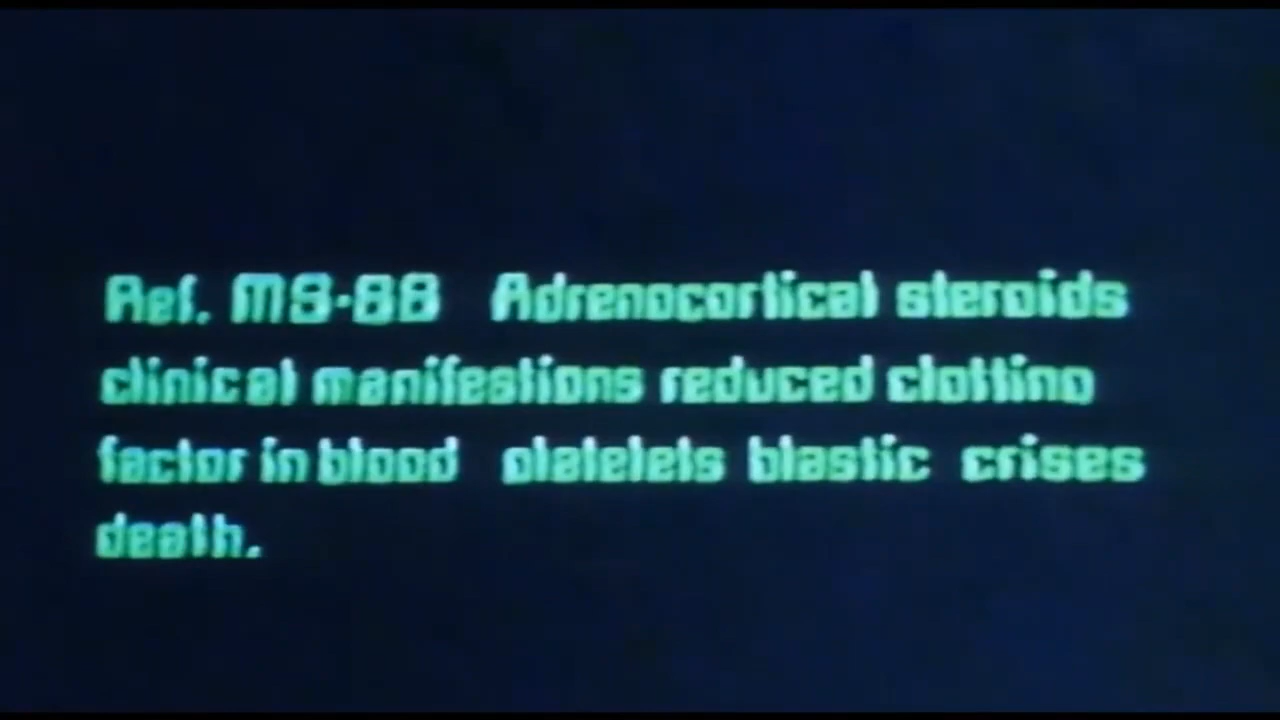 Ref. MS-88 Adrenocortical steroids
clinical manifestions reduced clotting
factor in blood platelets blastic crises
death.